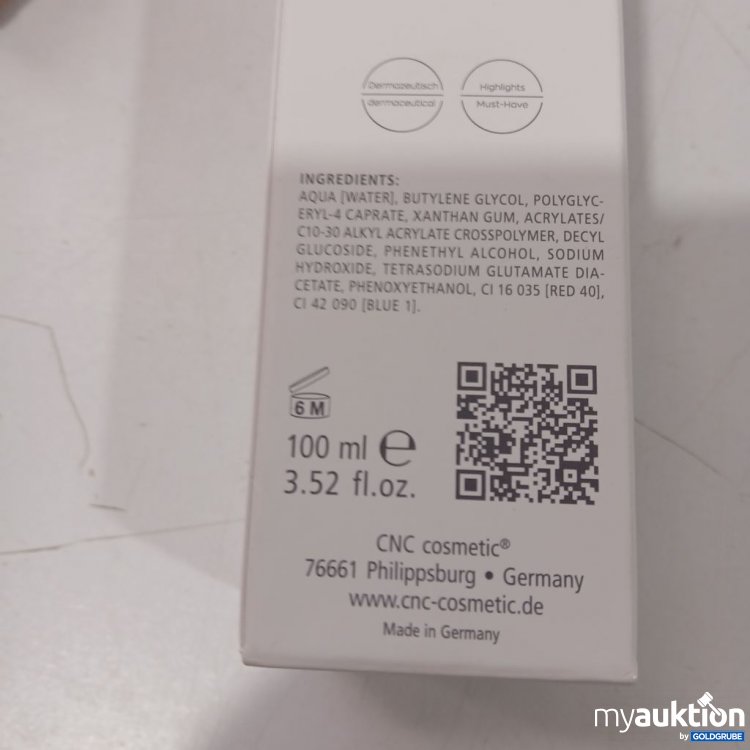 Dermazeutisch
dermaceutical
Highlights
Must-Have
INGREDIENTS:
AQUA [WATER], BUTYLENE GLYCOL, POLYGLYC-
ERYL-4 CAPRATE, XANTHAN GUM, ACRYLATES/
C10-30 ALKYL ACRYLATE CROSSPOLYMER, DECYL
GLUCOSIDE, PHENETHYL ALCOHOL, SODIUM
HYDROXIDE, TETRASODIUM GLUTAMATE DIA-
CETATE, PHENOXYETHANOL, CI 16 035 [RED 40],
CI 42 090 [BLUE 1].
6 M
100 ml e
3.52 fl.oz.
CNC cosmetic®
76661 Philippsburg • Germany
www.cnc-cosmetic.de
Made in Germany
myauktion
by GOLDGRUBE